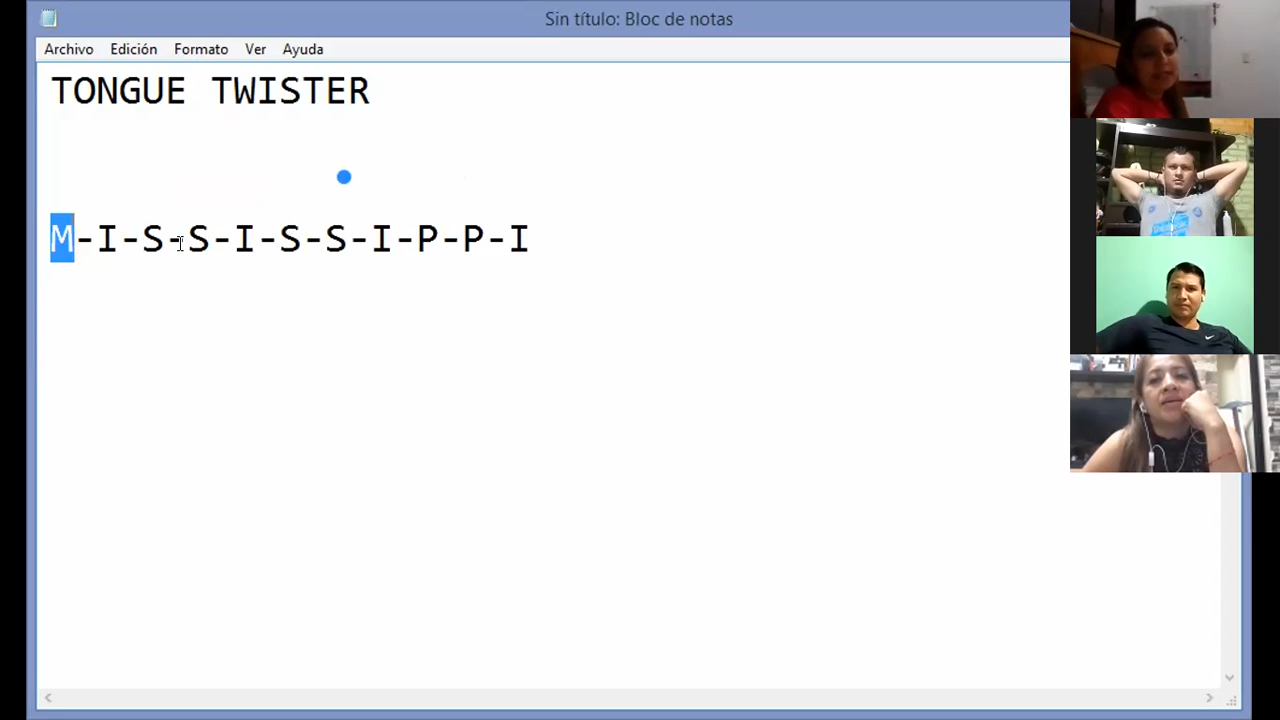 Sin título: Bloc de notas
Archivo Edición Formato Ver Ayuda
TONGUE TWISTER
M-I-S-S-I-S-S-I-P-P-I